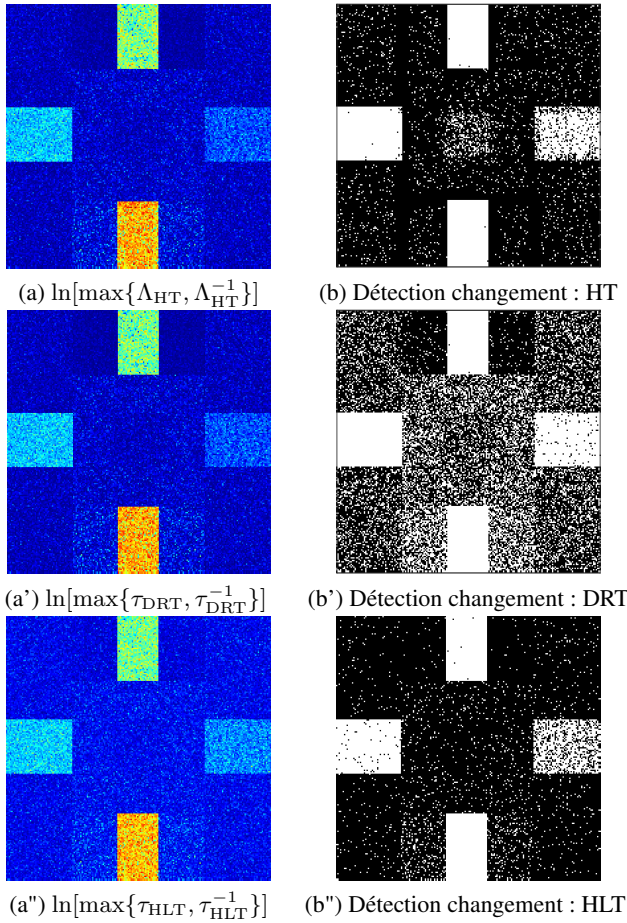 (a) ln[max{Λ_HT, Λ_HT^{-1}}]
(b) Détection changement : HT
(a') ln[max{τ_DRT, τ_DRT^{-1}}]
(b') Détection changement : DRT
(a") ln[max{τ_HLT, τ_HLT^{-1}}]
(b") Détection changement : HLT